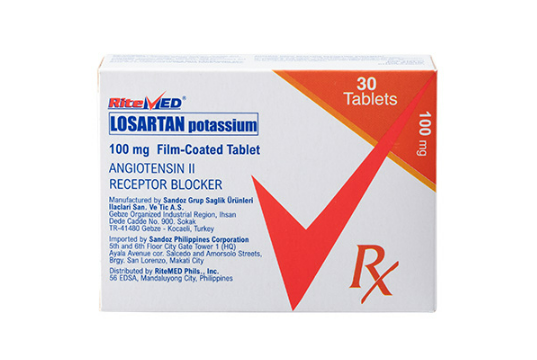 RiteMED®
LOSARTAN potassium
100 mg Film-Coated Tablet
ANGIOTENSIN II
RECEPTOR BLOCKER
Manufactured by Sandoz Grup Saglik Ürünleri
Ilaclari San. Ve Tic A.S.
Gebze Organized Industrial Region, Ihsan
Dede Cadde No. 900. Sokak
TR-41480 Gebze - Kocaeli, Turkey
Imported by Sandoz Philippines Corporation
5th and 6th Floor City Gate Tower 1 (HQ)
Ayala Avenue cor. Salcedo and Amorsolo Streets,
Brgy. San Lorenzo, Makati City
Distributed by RiteMED Phils., Inc.
56 EDSA, Mandaluyong City, Philippines
30
Tablets
100 mg
Rx